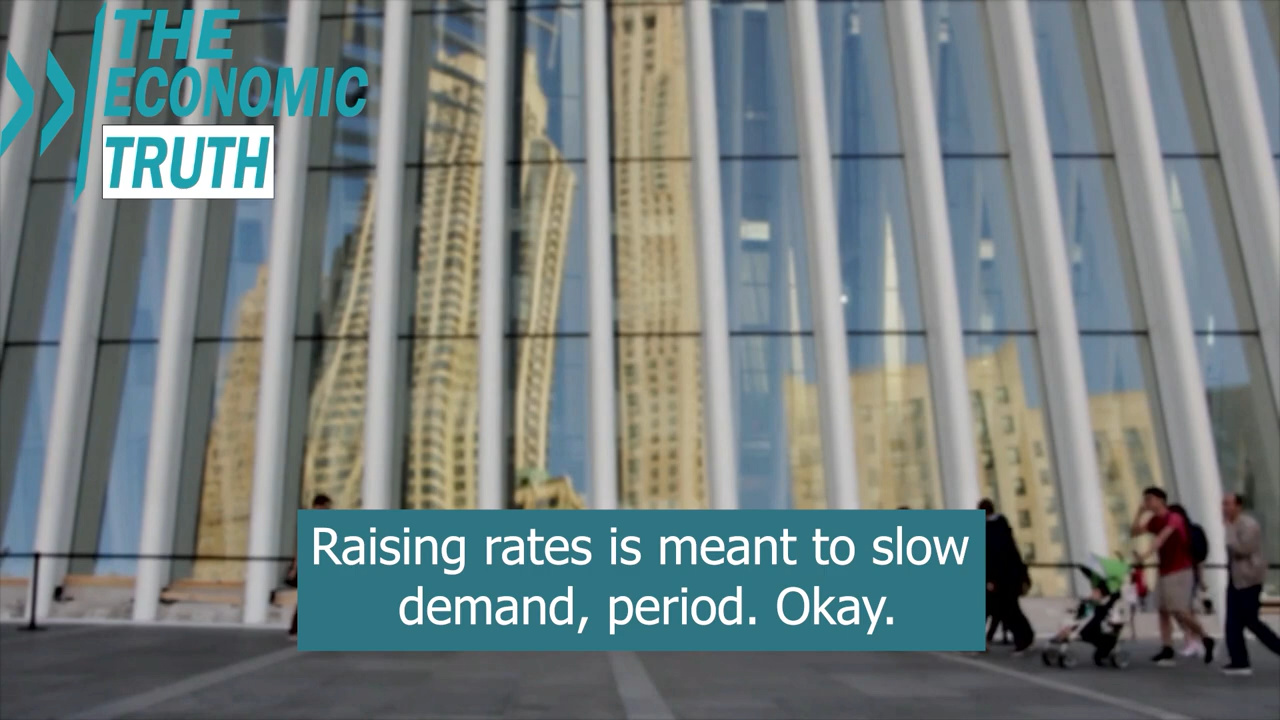 THE
ECONOMIC
TRUTH
Raising rates is meant to slow
demand, period. Okay.